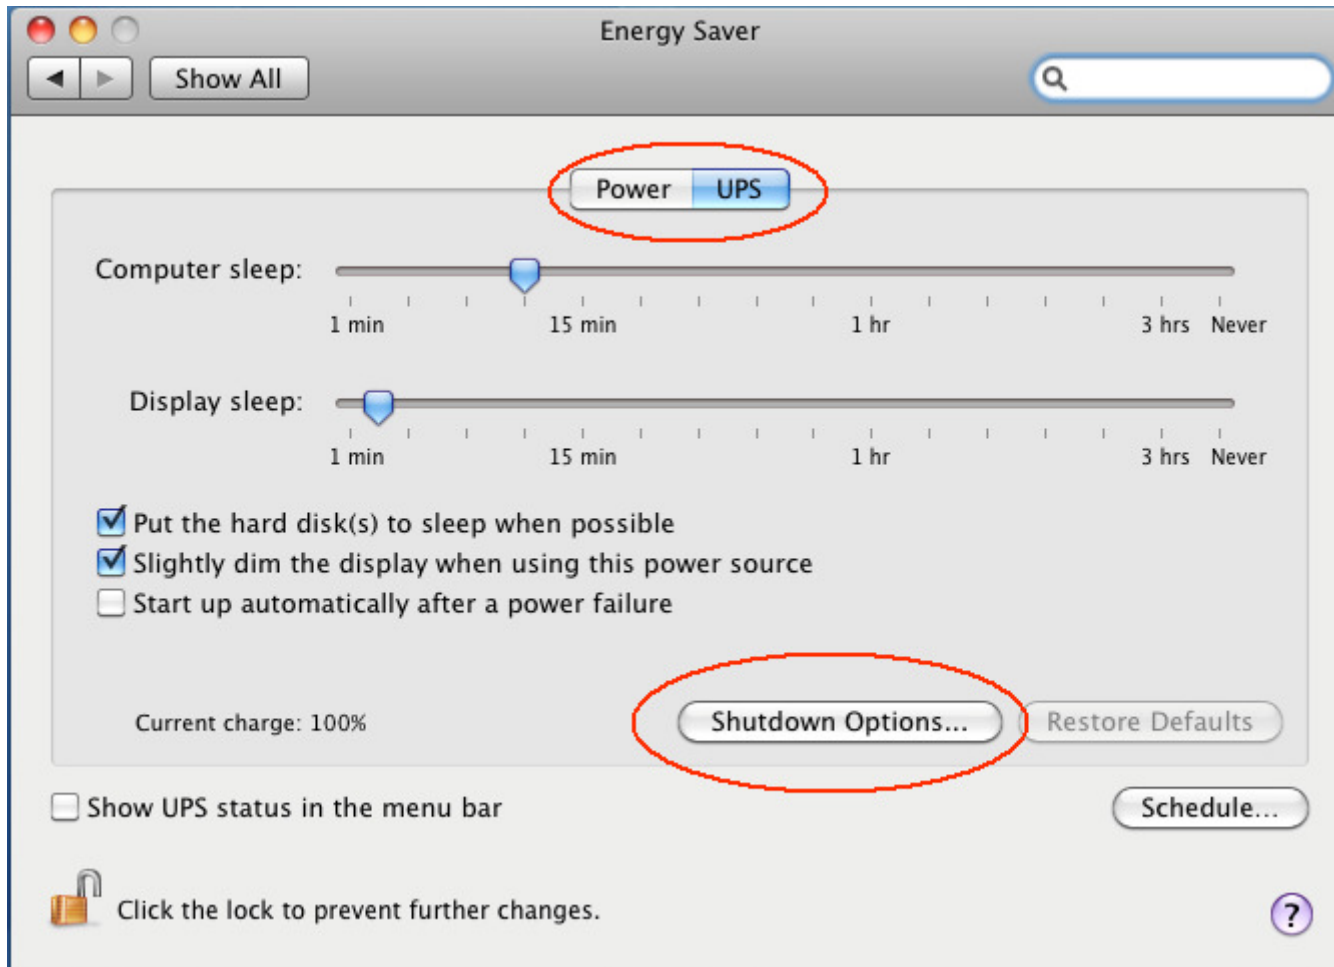 Energy Saver
Show All
Power UPS
Computer sleep:
1 min 15 min 1 hr 3 hrs Never
Display sleep:
1 min 15 min 1 hr 3 hrs Never
Put the hard disk(s) to sleep when possible
Slightly dim the display when using this power source
Start up automatically after a power failure
Current charge: 100% Shutdown Options... Restore Defaults
Show UPS status in the menu bar Schedule...
Click the lock to prevent further changes. ?